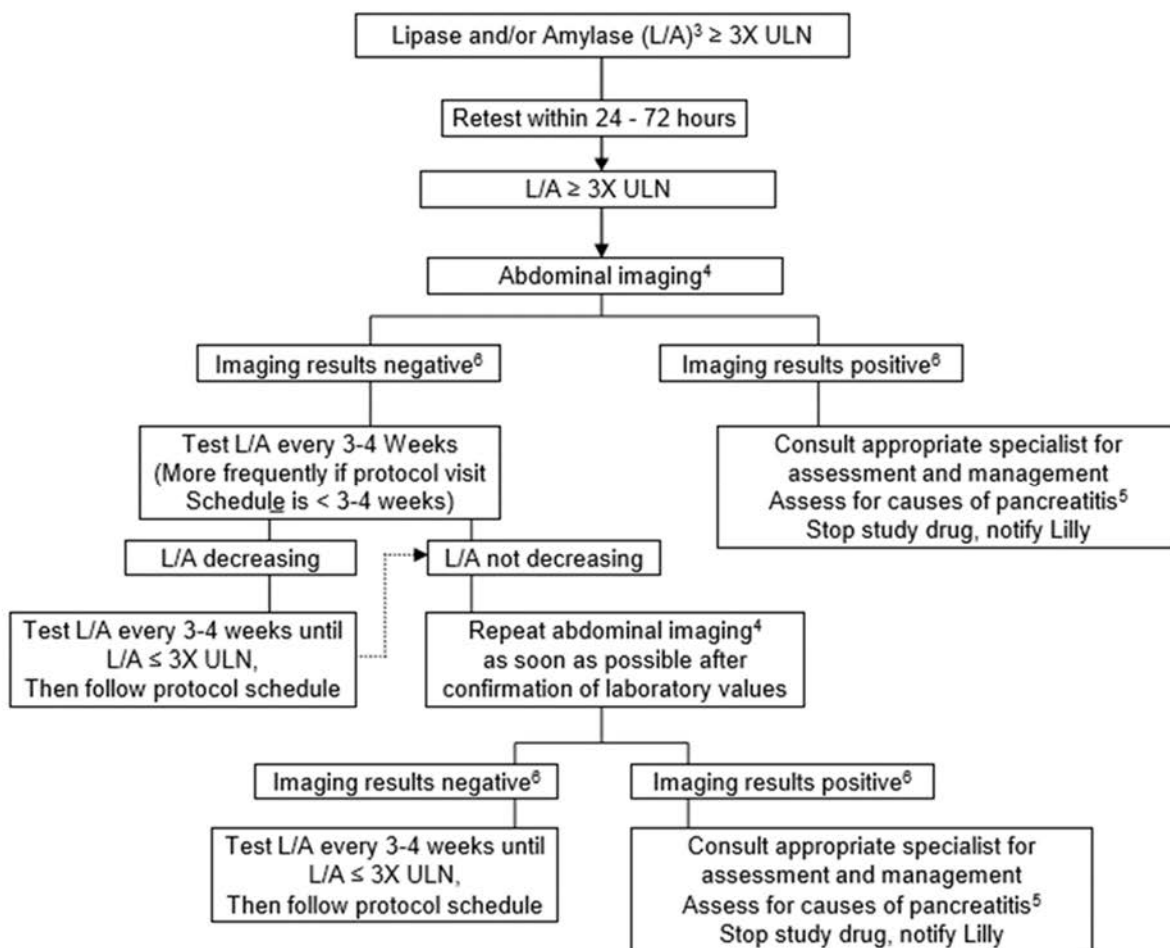 Lipase and/or Amylase (L/A)³ ≥ 3X ULN
Retest within 24 - 72 hours
L/A ≥ 3X ULN
Abdominal imaging⁴
Imaging results negative⁶
Imaging results positive⁶
Test L/A every 3-4 Weeks
(More frequently if protocol visit
Schedule is < 3-4 weeks)
Consult appropriate specialist for
assessment and management
Assess for causes of pancreatitis⁵
Stop study drug, notify Lilly
L/A decreasing
L/A not decreasing
Test L/A every 3-4 weeks until
L/A ≤ 3X ULN,
Then follow protocol schedule
Repeat abdominal imaging⁴
as soon as possible after
confirmation of laboratory values
Imaging results negative⁶
Imaging results positive⁶
Test L/A every 3-4 weeks until
L/A ≤ 3X ULN,
Then follow protocol schedule
Consult appropriate specialist for
assessment and management
Assess for causes of pancreatitis⁵
Stop study drug, notify Lilly